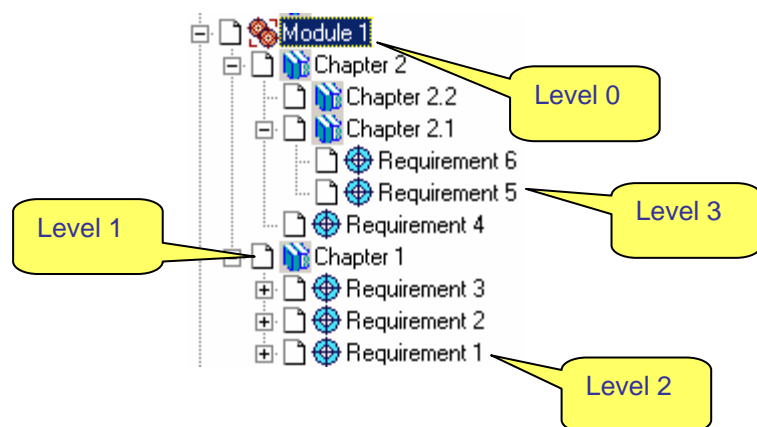 Module 1
Chapter 2
Level 0
Chapter 2.2
Chapter 2.1
Requirement 6
Requirement 5
Level 3
Level 1
Requirement 4
Chapter 1
Requirement 3
Requirement 2
Requirement 1
Level 2